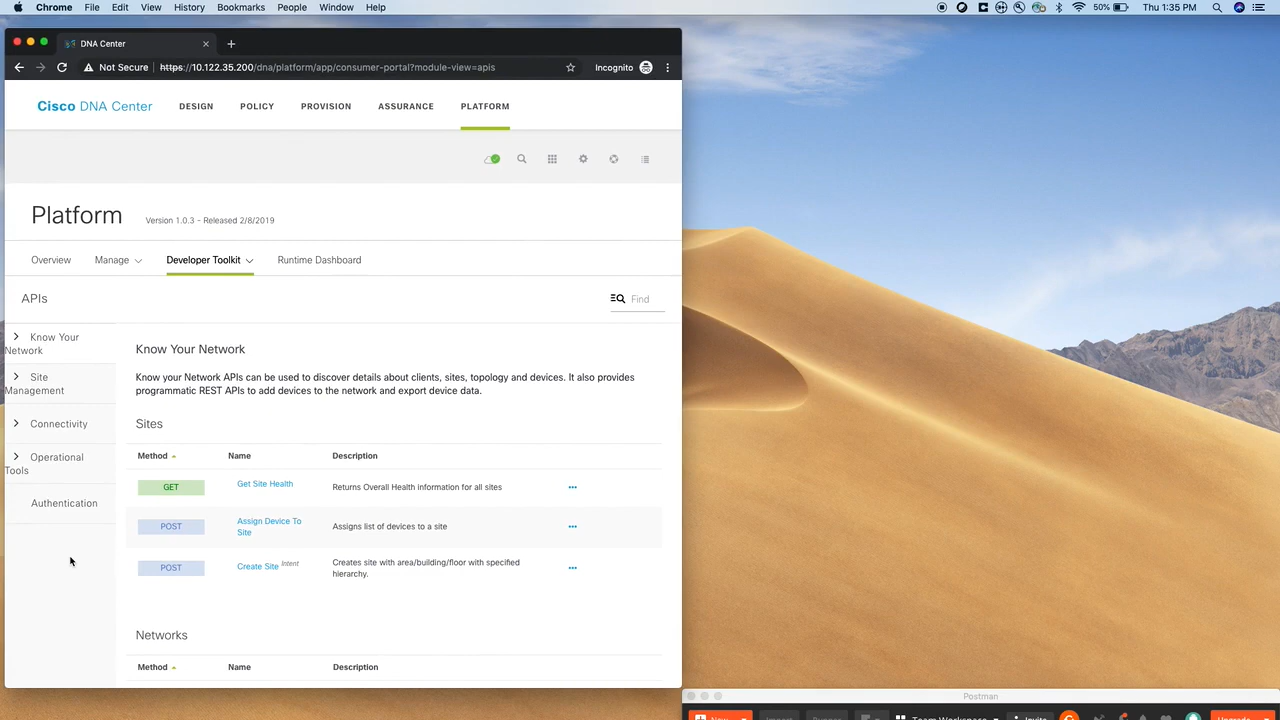 Chrome File Edit View History Bookmarks People Window Help 50% Thu 1:35 PM
DNA Center
Not Secure https://10.122.35.200/dna/platform/app/consumer-portal?module-view=apis Incognito
Cisco DNA Center DESIGN POLICY PROVISION ASSURANCE PLATFORM
Platform Version 1.0.3 - Released 2/8/2019
Overview Manage Developer Toolkit Runtime Dashboard
APIs Find
Know Your
Network
Site
Management
Connectivity
Operational
Tools
Authentication
Know Your Network
Know your Network APIs can be used to discover details about clients, sites, topology and devices. It also provides
programmatic REST APIs to add devices to the network and export device data.
Sites
Method Name Description
GET Get Site Health Returns Overall Health information for all sites
POST Assign Device To
Site Assigns list of devices to a site
POST Create Site Intent Creates site with area/building/floor with specified
hierarchy.
Networks
Method Name Description
Postman
New Import Runner Team Workspace Invite Upgrade